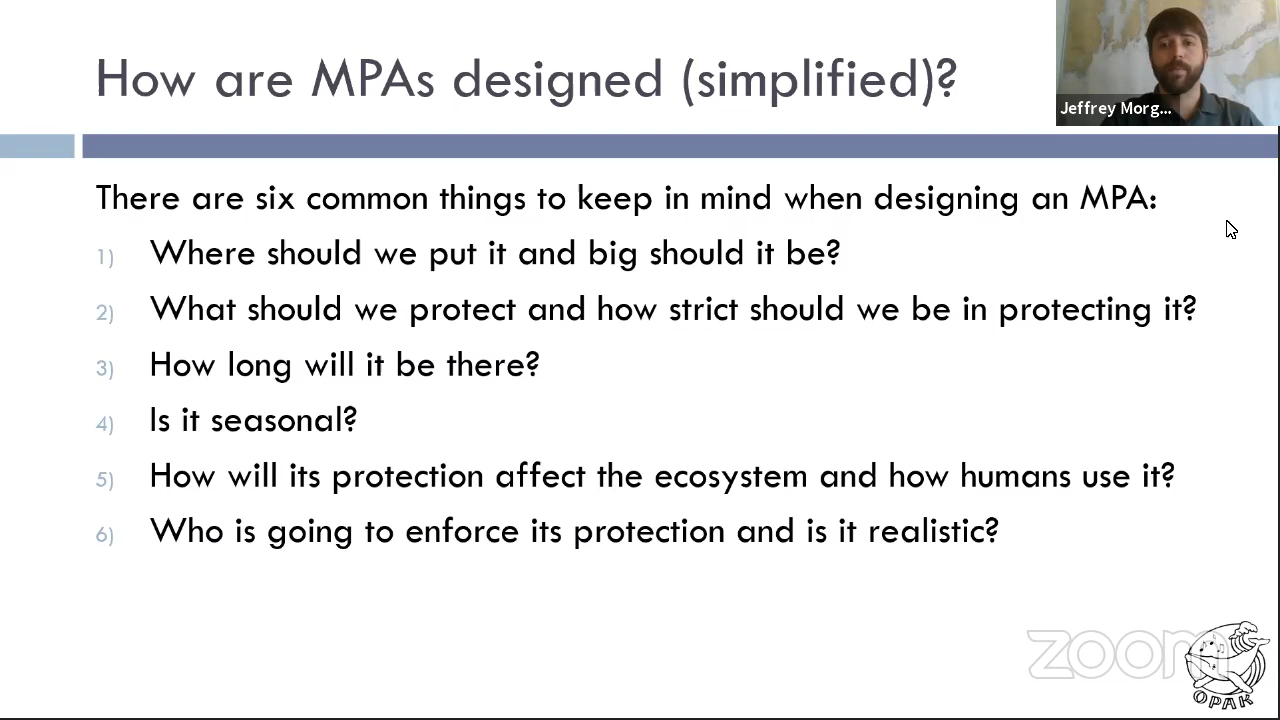 How are MPAs designed (simplified)?
Jeffrey Morg...
There are six common things to keep in mind when designing an MPA:
1) Where should we put it and big should it be?
2) What should we protect and how strict should we be in protecting it?
3) How long will it be there?
4) Is it seasonal?
5) How will its protection affect the ecosystem and how humans use it?
6) Who is going to enforce its protection and is it realistic?
zoom
OPAK